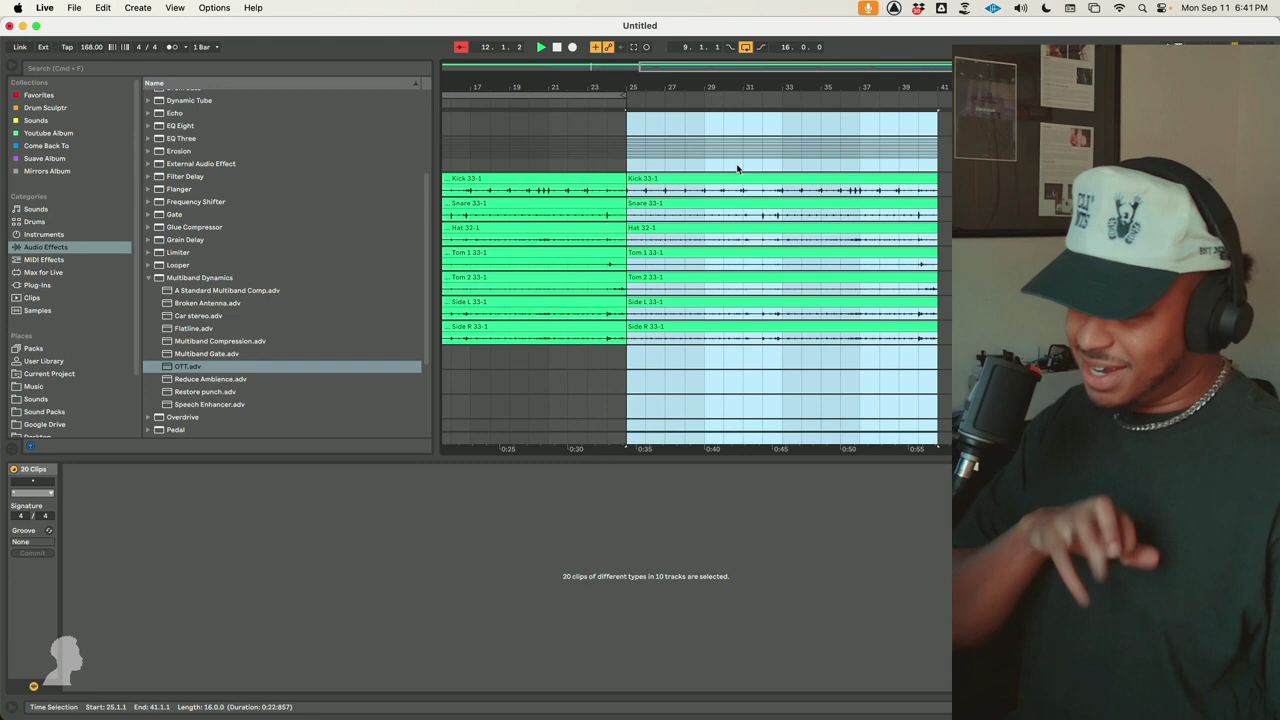 Live File Edit Create View Options Help Mon Sep 11 6:41 PM
Untitled
Link Ext Tap 168.00 4 / 4 1 Bar 12. 1. 2 9. 1. 1 16. 0. 0
Search (Cmd + F)
Collections
Favorites
Drum Sculptr
Sounds
Youtube Album
Come Back To
Suave Album
Mirrors Album
Categories
Sounds
Drums
Instruments
Audio Effects
MIDI Effects
Max for Live
Plug-Ins
Clips
Samples
Places
Packs
User Library
Current Project
Music
Sounds
Sound Packs
Google Drive
Desktop
Name
Dynamic Tube
Echo
EQ Eight
EQ Three
Erosion
External Audio Effect
Filter Delay
Flanger
Frequency Shifter
Gate
Glue Compressor
Grain Delay
Limiter
Looper
Multiband Dynamics
A Standard Multiband Comp.adv
Broken Antenna.adv
Car stereo.adv
Flatline.adv
Multiband Compression.adv
Multiband Gate.adv
OTT.adv
Reduce Ambience.adv
Restore punch.adv
Speech Enhancer.adv
Overdrive
Pedal
17 19 21 23 25 27 29 31 33 35 37 39 41
... Kick 33-1 Kick 33-1
... Snare 33-1 Snare 33-1
... Hat 32-1 Hat 32-1
... Tom 1 33-1 Tom 1 33-1
... Tom 2 33-1 Tom 2 33-1
... Side L 33-1 Side L 33-1
... Side R 33-1 Side R 33-1
0:25 0:30 0:35 0:40 0:45 0:50 0:55
20 Clips
Signature
4 / 4
Groove
None
Commit
20 clips of different types in 10 tracks are selected.
Time Selection Start: 25.1.1 End: 41.1.1 Length: 16.0.0 (Duration: 0:22:857)